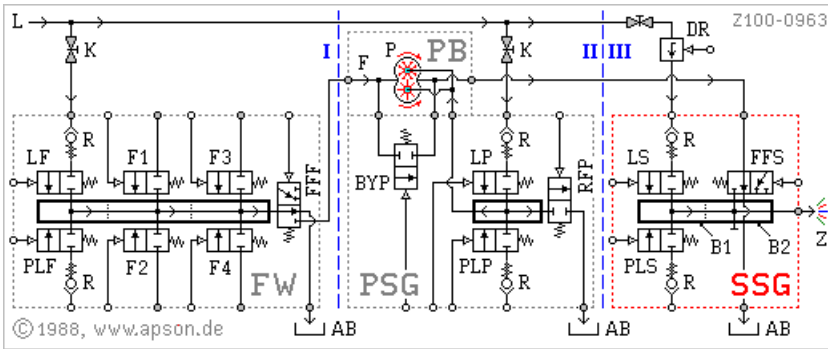 L
Z100-0963
K
I
F
P
PB
K
II
III
DR
R
R
R
LF
F1
F3
FFF
BYP
LP
RFP
LS
FFS
PLF
F2
F4
PLP
PLS
B1
B2
Z
R
FW
PSG
R
R
SSG
©1988, www.apson.de
AB
AB
AB